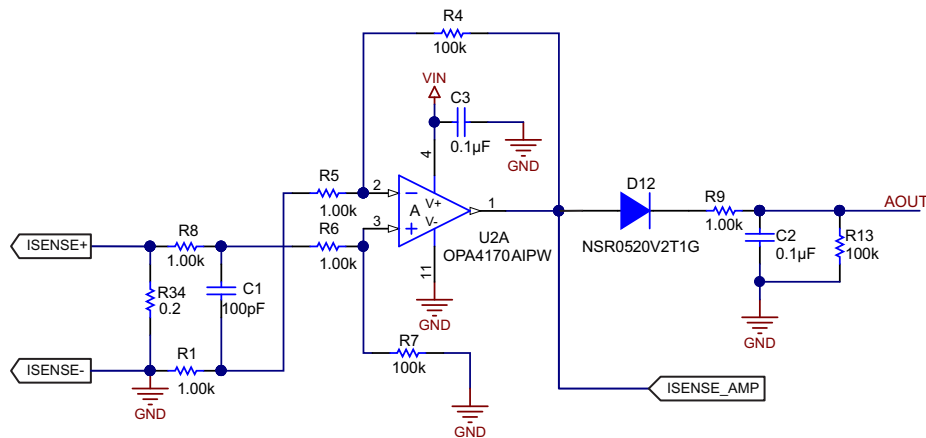 R4
100k
VIN
C3
0.1µF
GND
4
R5
1.00k
2
A
V+
V-
1
3
R6
1.00k
U2A
OPA4170AIPW
11
GND
D12
NSR0520V2T1G
R9
1.00k
AOUT
C2
0.1µF
R13
100k
GND
ISENSE+
R8
1.00k
R34
0.2
C1
100pF
ISENSE-
R1
1.00k
GND
R7
100k
GND
ISENSE_AMP